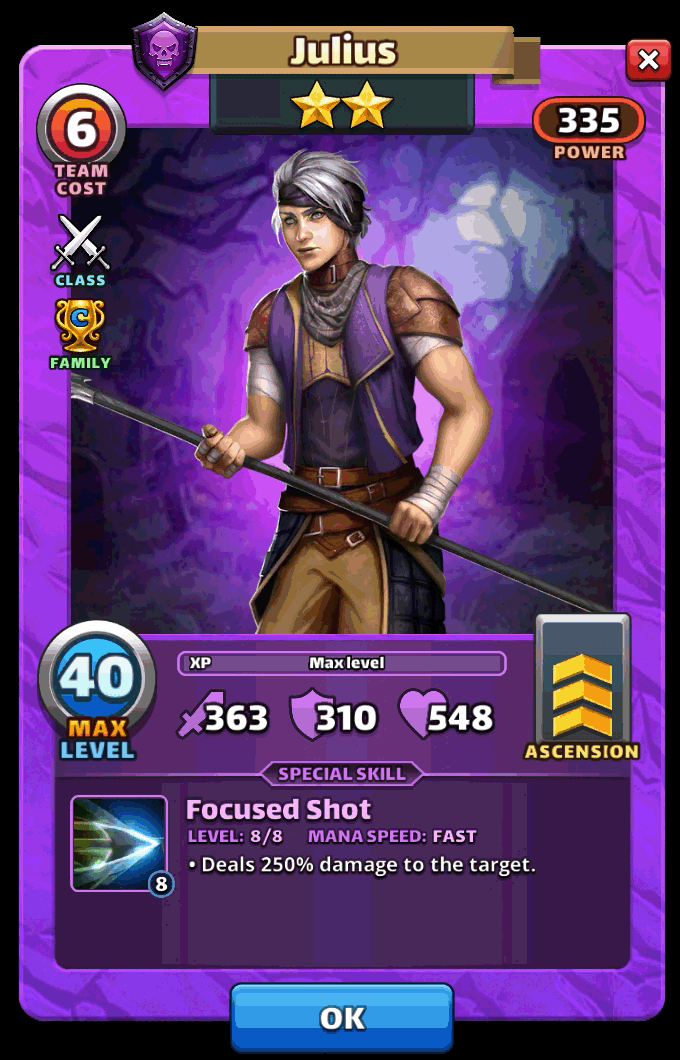 Julius
6
TEAM
COST
335
POWER
CLASS
C
FAMILY
40
MAX
LEVEL
XP Max level
363 310 548
ASCENSION
SPECIAL SKILL
Focused Shot
LEVEL: 8/8 MANA SPEED: FAST
8
• Deals 250% damage to the target.
OK